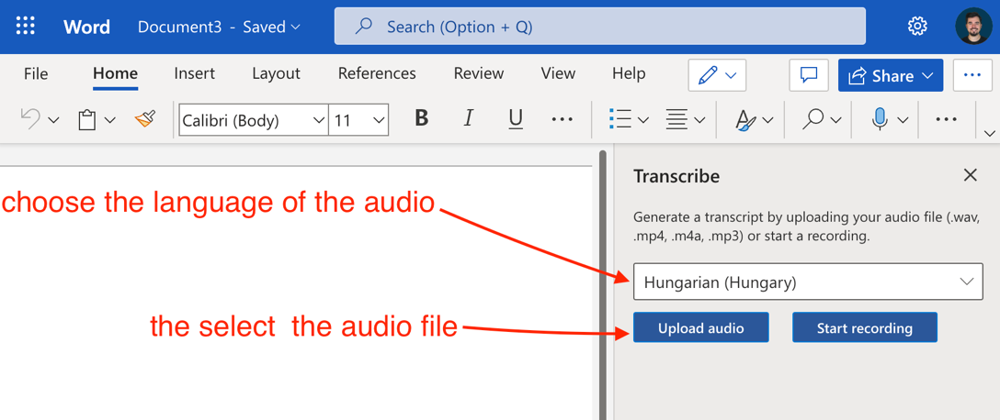 Word Document3 - Saved Search (Option + Q)
File Home Insert Layout References Review View Help Share
Calibri (Body) 11 B I U
Transcribe
choose the language of the audio
Generate a transcript by uploading your audio file (.wav,
.mp4, .m4a, .mp3) or start a recording.
Hungarian (Hungary)
the select the audio file
Upload audio Start recording